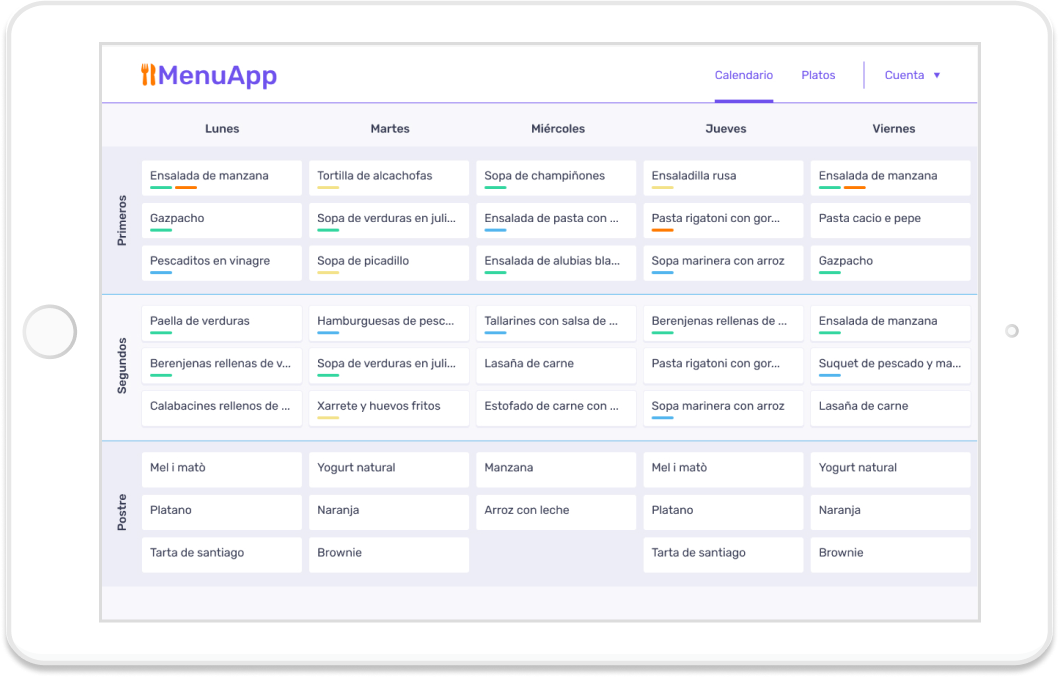 MenuApp
Calendario Platos Cuenta ▼
Lunes Martes Miércoles Jueves Viernes
Primeros
Ensalada de manzana Tortilla de alcachofas Sopa de champiñones Ensaladilla rusa Ensalada de manzana
Gazpacho Sopa de verduras en juli... Ensalada de pasta con ... Pasta rigatoni con gor... Pasta cacio e pepe
Pescaditos en vinagre Sopa de picadillo Ensalada de alubias bla... Sopa marinera con arroz Gazpacho
Segundos
Paella de verduras Hamburguesas de pesc... Tallarines con salsa de ... Berenjenas rellenas de ... Ensalada de manzana
Berenjenas rellenas de v... Sopa de verduras en juli... Lasaña de carne Pasta rigatoni con gor... Suquet de pescado y ma...
Calabacines rellenos de ... Xarrete y huevos fritos Estofado de carne con ... Sopa marinera con arroz Lasaña de carne
Postre
Mel i matò Yogurt natural Manzana Mel i matò Yogurt natural
Platano Naranja Arroz con leche Platano Naranja
Tarta de santiago Brownie Tarta de santiago Brownie